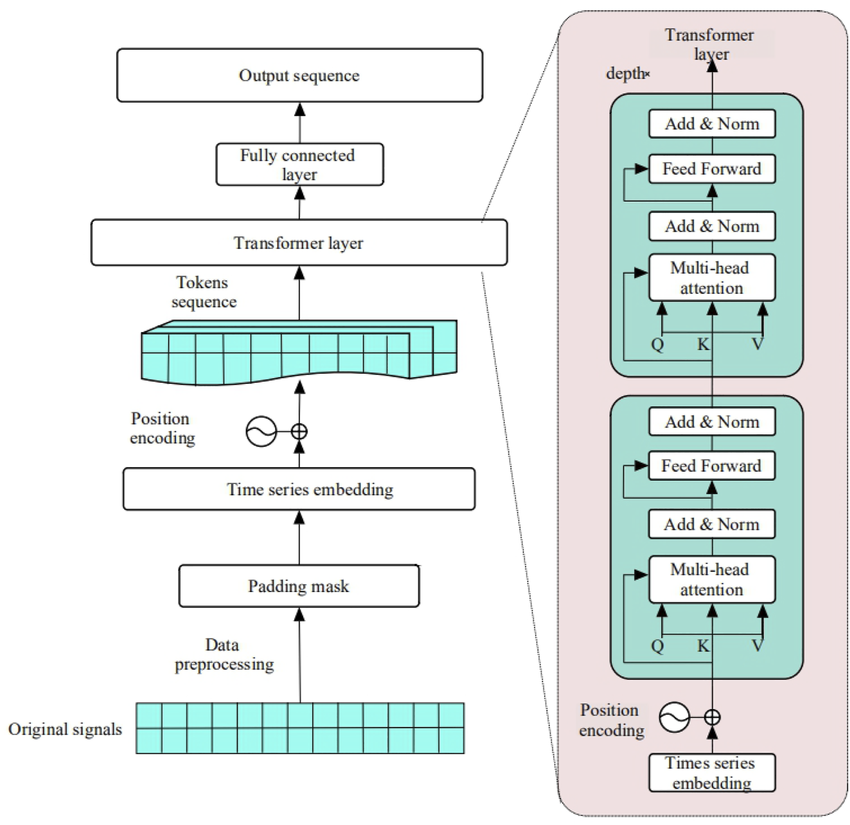 Output sequence
Fully connected
layer
Transformer layer
Tokens
sequence
Position
encoding
Time series embedding
Padding mask
Data
preprocessing
Original signals
Transformer
layer
depth×
Add & Norm
Feed Forward
Add & Norm
Multi-head
attention
Q K V
Add & Norm
Feed Forward
Add & Norm
Multi-head
attention
Q K V
Position
encoding
Times series
embedding